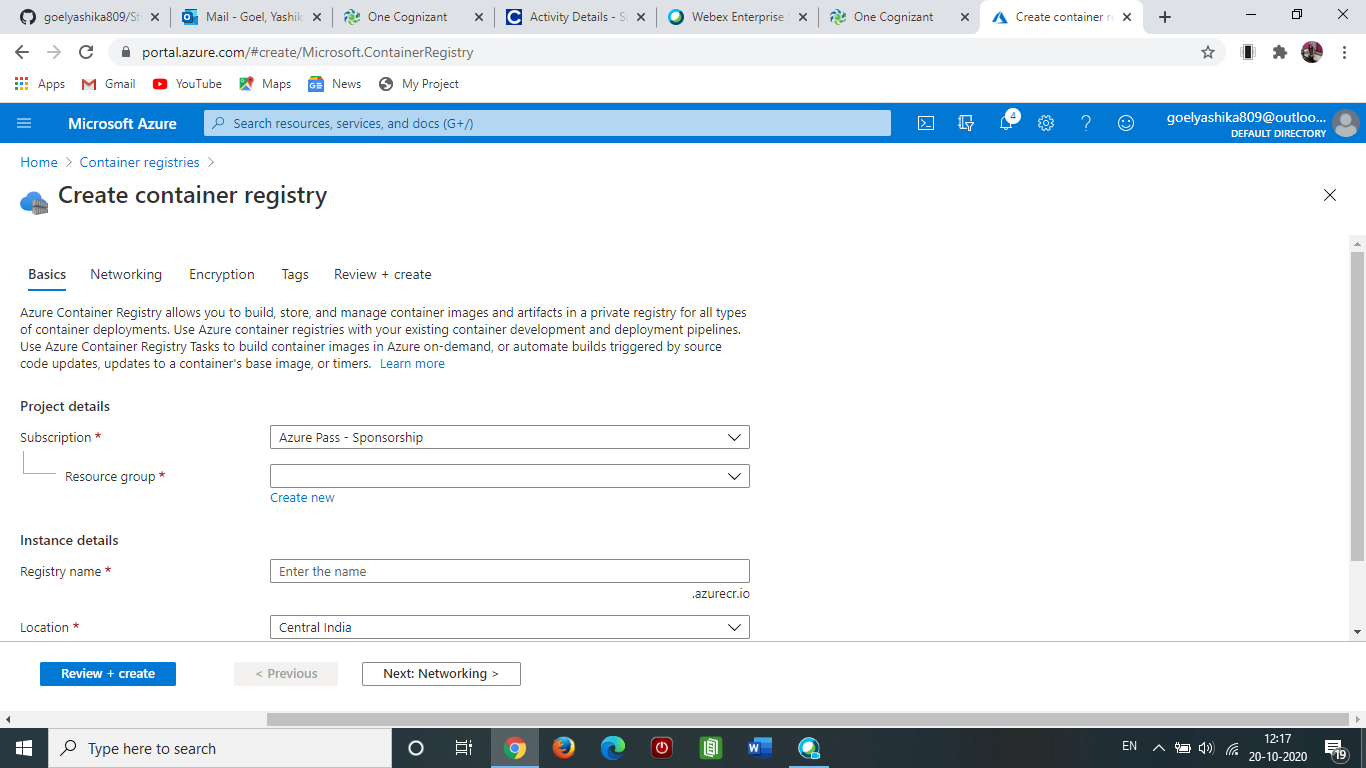 goelyashika809/St
Mail - Goel, Yashik
One Cognizant
Activity Details - S
Webex Enterprise S
One Cognizant
Create container re
portal.azure.com/#create/Microsoft.ContainerRegistry
Apps
Gmail
YouTube
Maps
News
My Project
Microsoft Azure
Search resources, services, and docs (G+/)
4
goelyashika809@outloo...
DEFAULT DIRECTORY
Home > Container registries >
Create container registry
Basics
Networking
Encryption
Tags
Review + create
Azure Container Registry allows you to build, store, and manage container images and artifacts in a private registry for all types
of container deployments. Use Azure container registries with your existing container development and deployment pipelines.
Use Azure Container Registry Tasks to build container images in Azure on-demand, or automate builds triggered by source
code updates, updates to a container's base image, or timers. Learn more
Project details
Subscription *
Azure Pass - Sponsorship
Resource group *
Create new
Instance details
Registry name *
Enter the name
.azurecr.io
Location *
Central India
Review + create
< Previous
Next: Networking >
Type here to search
EN
12:17
20-10-2020
19